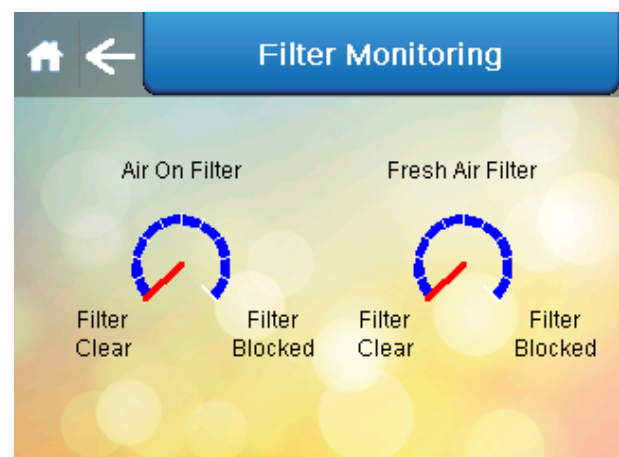 Filter Monitoring
Air On Filter
Fresh Air Filter
Filter
Clear
Filter
Blocked
Filter
Clear
Filter
Blocked